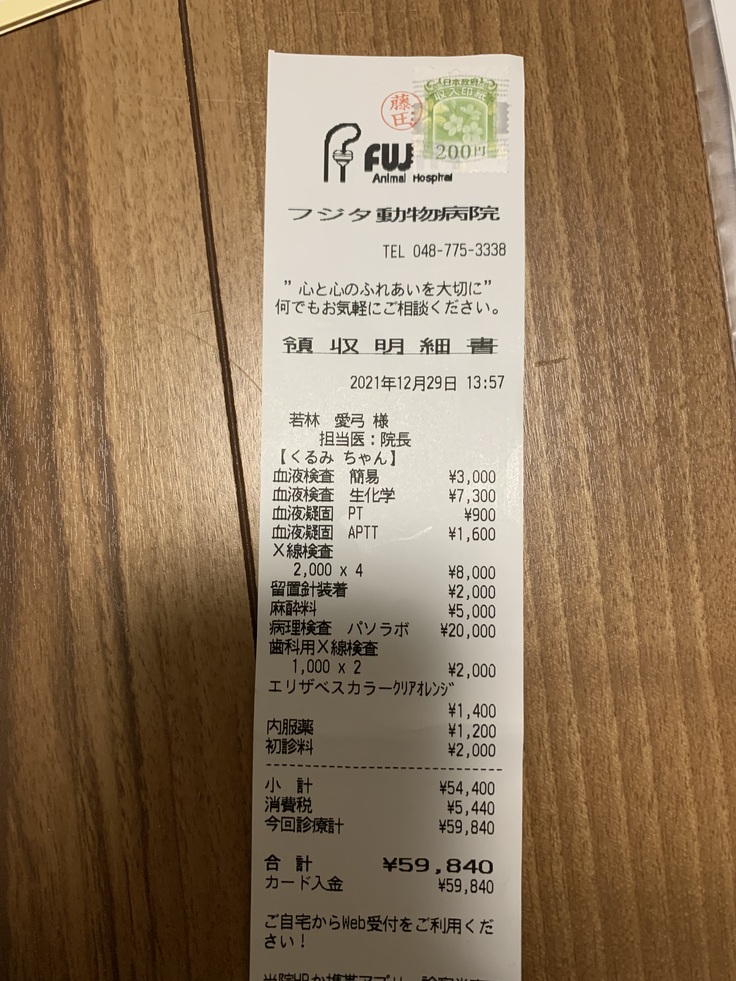 日本政府
収入印紙
200円
藤田
FUJ
Animal Hospital
フジタ動物病院
TEL 048-775-3338
”心と心のふれあいを大切に”
何でもお気軽にご相談ください。
領収明細書
2021年12月29日 13:57
若林 愛弓 様
担当医:院長
【くるみ ちゃん】
血液検査 簡易 ¥3,000
血液検査 生化学 ¥7,300
血液凝固 PT ¥900
血液凝固 APTT ¥1,600
X線検査
2,000 x 4 ¥8,000
留置針装着 ¥2,000
麻酔料 ¥5,000
病理検査 パソラボ ¥20,000
歯科用X線検査
1,000 x 2 ¥2,000
エリザベスカラークリアオレンジ
¥1,400
内服薬 ¥1,200
初診料 ¥2,000
小 計 ¥54,400
消費税 ¥5,440
今回診療計 ¥59,840
合 計 ¥59,840
カード入金 ¥59,840
ご自宅からWeb受付をご利用くだ
さい!